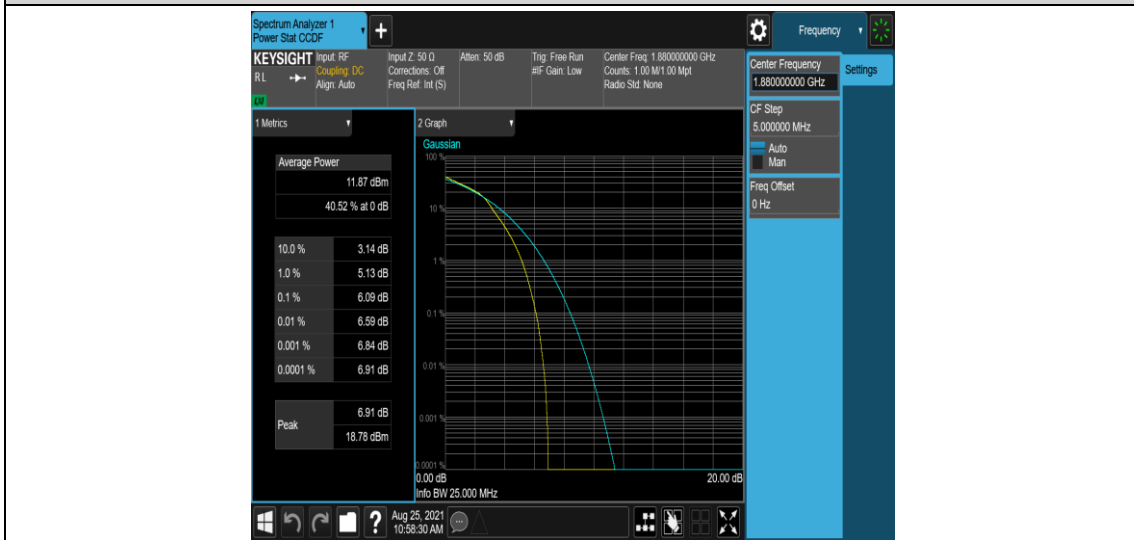 Spectrum Analyzer 1
Power Stat CCDF
Frequency
KEYSIGHT
RL
LXI
Input: RF
Coupling: DC
Align: Auto
Input Z: 50 Ω
Corrections: Off
Freq Ref: Int (S)
Atten: 50 dB
Trig: Free Run
#IF Gain: Low
Center Freq: 1.880000000 GHz
Counts: 1.00 M/1.00 Mpt
Radio Std: None
Center Frequency
1.880000000 GHz
Settings
CF Step
5.000000 MHz
Auto
Man
Freq Offset
0 Hz
1 Metrics
Average Power
11.87 dBm
40.52 % at 0 dB
10.0 % 3.14 dB
1.0 % 5.13 dB
0.1 % 6.09 dB
0.01 % 6.59 dB
0.001 % 6.84 dB
0.0001 % 6.91 dB
Peak
6.91 dB
18.78 dBm
2 Graph
Gaussian
100 %
10 %
1 %
0.1 %
0.01 %
0.001 %
0.0001 %
0.00 dB 20.00 dB
Info BW 25.000 MHz
?
Aug 25, 2021
10:58:30 AM